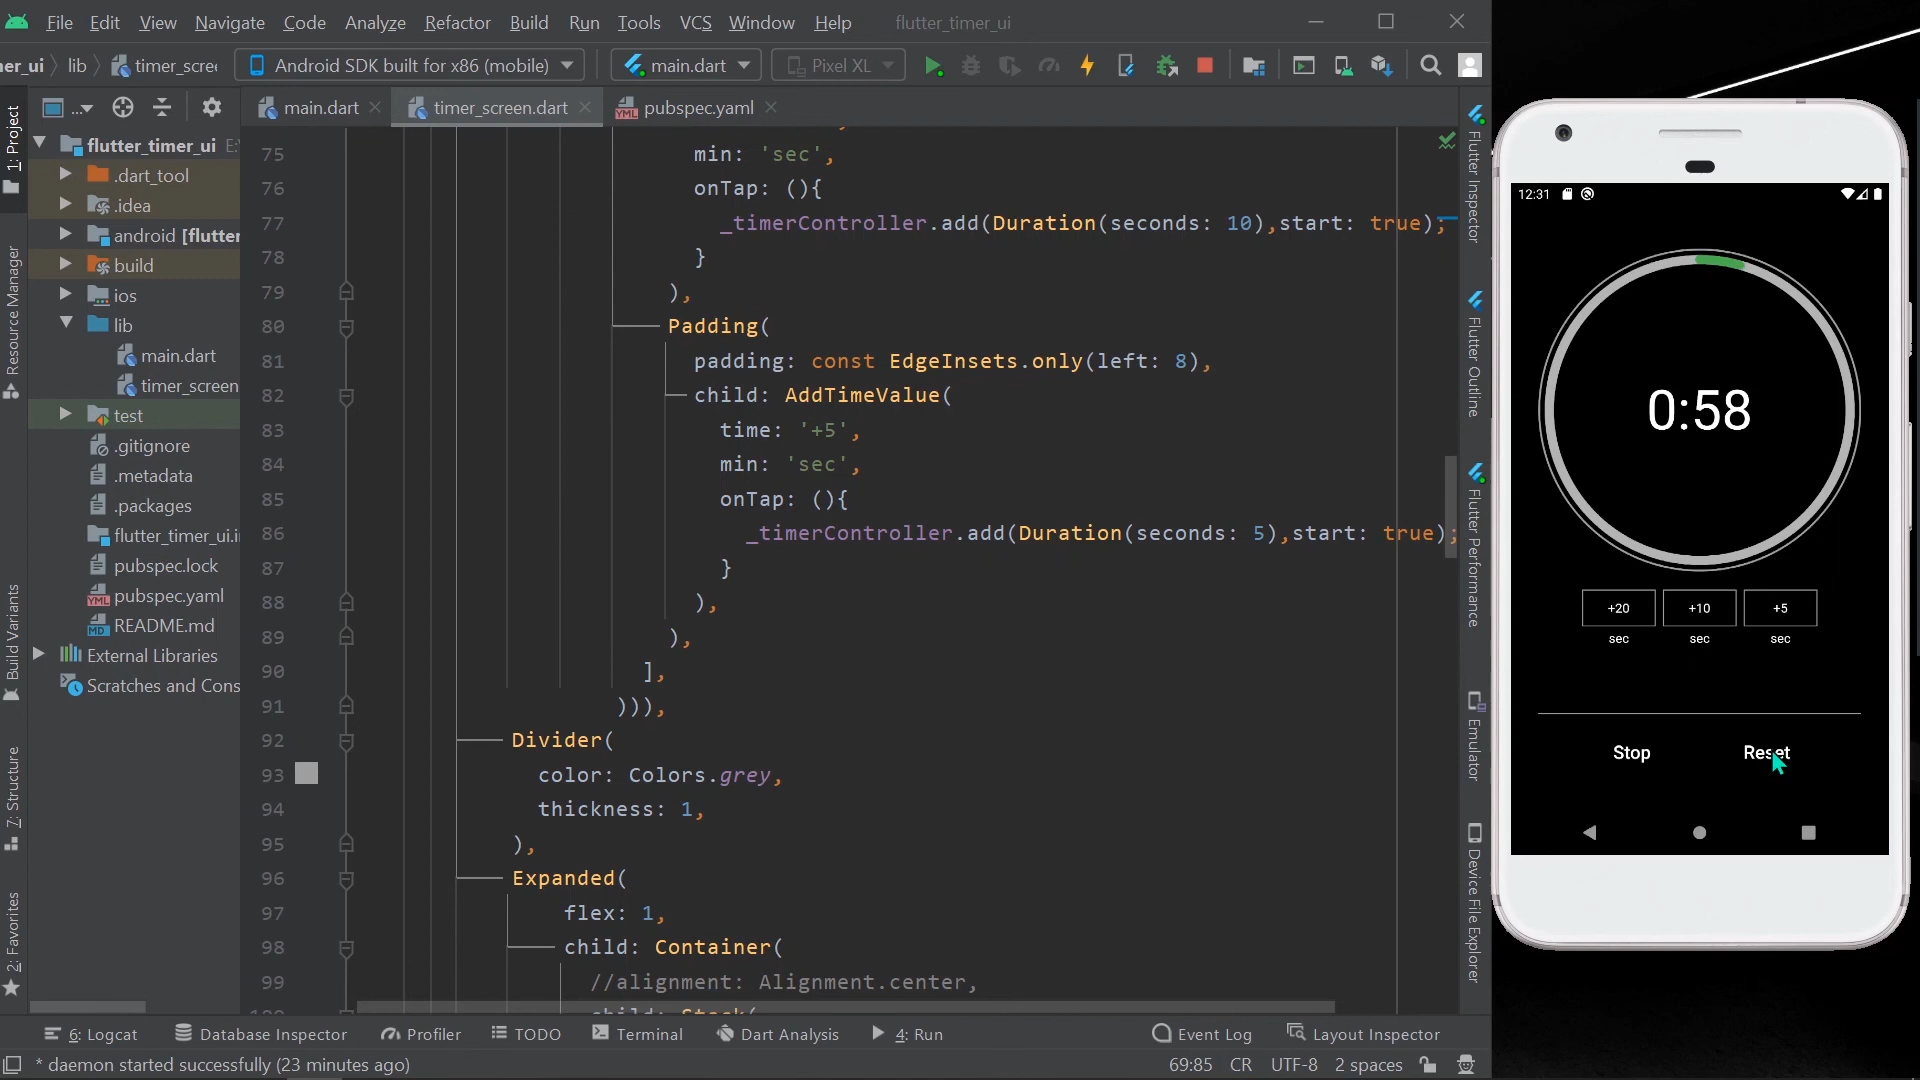 File Edit View Navigate Code Analyze Refactor Build Run Tools VCS Window Help flutter_timer_ui
er_ui lib timer_scre Android SDK built for x86 (mobile) main.dart Pixel XL
... main.dart timer_screen.dart pubspec.yaml
1: Project
Resource Manager
Build Variants
7: Structure
2: Favorites
flutter_timer_ui E:\
.dart_tool
.idea
android [flutter
build
ios
lib
main.dart
timer_screen
test
.gitignore
.metadata
.packages
flutter_timer_ui.i
pubspec.lock
pubspec.yaml
README.md
External Libraries
Scratches and Cons
75 min: 'sec',
76 onTap: (){
77 _timerController.add(Duration(seconds: 10),start: true);
78 }
79 ),
80 Padding(
81 padding: const EdgeInsets.only(left: 8),
82 child: AddTimeValue(
83 time: '+5',
84 min: 'sec',
85 onTap: (){
86 _timerController.add(Duration(seconds: 5),start: true);
87 }
88 ),
89 ),
90 ],
91 ))),
92 Divider(
93 color: Colors.grey,
94 thickness: 1,
95 ),
96 Expanded(
97 flex: 1,
98 child: Container(
99 //alignment: Alignment.center,
child: Stack(
Flutter Inspector
Flutter Outline
Flutter Performance
Emulator
Device File Explorer
12:31
0:58
+20 +10 +5
sec sec sec
Stop Reset
6: Logcat Database Inspector Profiler TODO Terminal Dart Analysis 4: Run Event Log Layout Inspector
* daemon started successfully (23 minutes ago) 69:85 CR UTF-8 2 spaces